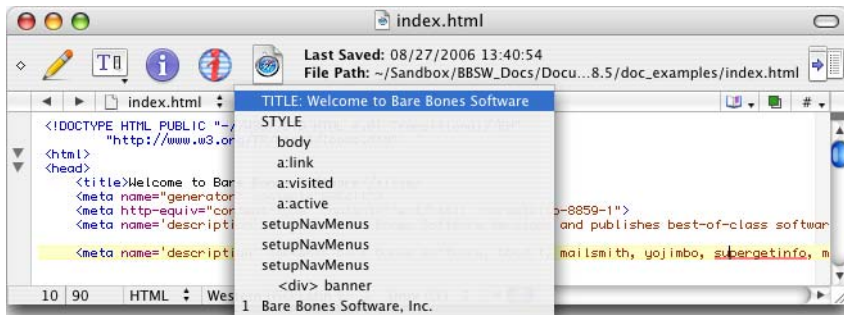 index.html
Last Saved: 08/27/2006 13:40:54
File Path: ~/Sandbox/BBSW_Docs/Docu...8.5/doc_examples/index.html
index.html
#
TITLE: Welcome to Bare Bones Software
STYLE
body
a:link
a:visited
a:active
setupNavMenus
setupNavMenus
setupNavMenus
<div> banner
1 Bare Bones Software, Inc.
<!DOCTYPE HTML PUBLIC "-/
"http://www.w3.or
<html>
<head>
<title>Welcome to Bar
<meta name="generator
<meta http-equiv="con -8859-1">
<meta name='descripti and publishes best-of-class softwar
<meta name='descripti mailsmith, yojimbo, supergetinfo, m
10 90 HTML Wes